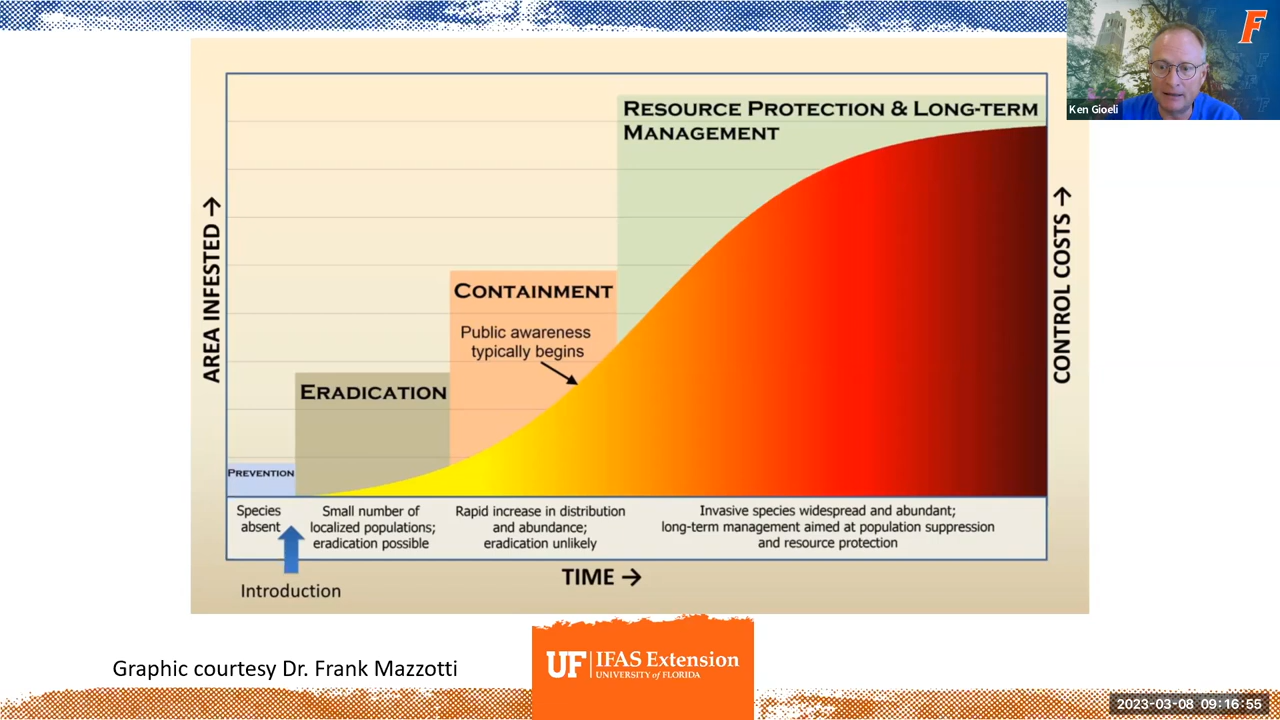 F
Ken Gioeli
RESOURCE PROTECTION & LONG-TERM
MANAGEMENT
AREA INFESTED →
CONTROL COSTS →
CONTAINMENT
Public awareness
typically begins
ERADICATION
PREVENTION
Species
absent
Small number of
localized populations;
eradication possible
Rapid increase in distribution
and abundance;
eradication unlikely
Invasive species widespread and abundant;
long-term management aimed at population suppression
and resource protection
Introduction
TIME →
Graphic courtesy Dr. Frank Mazzotti
UF IFAS Extension
UNIVERSITY of FLORIDA
2023-03-08 09:16:55